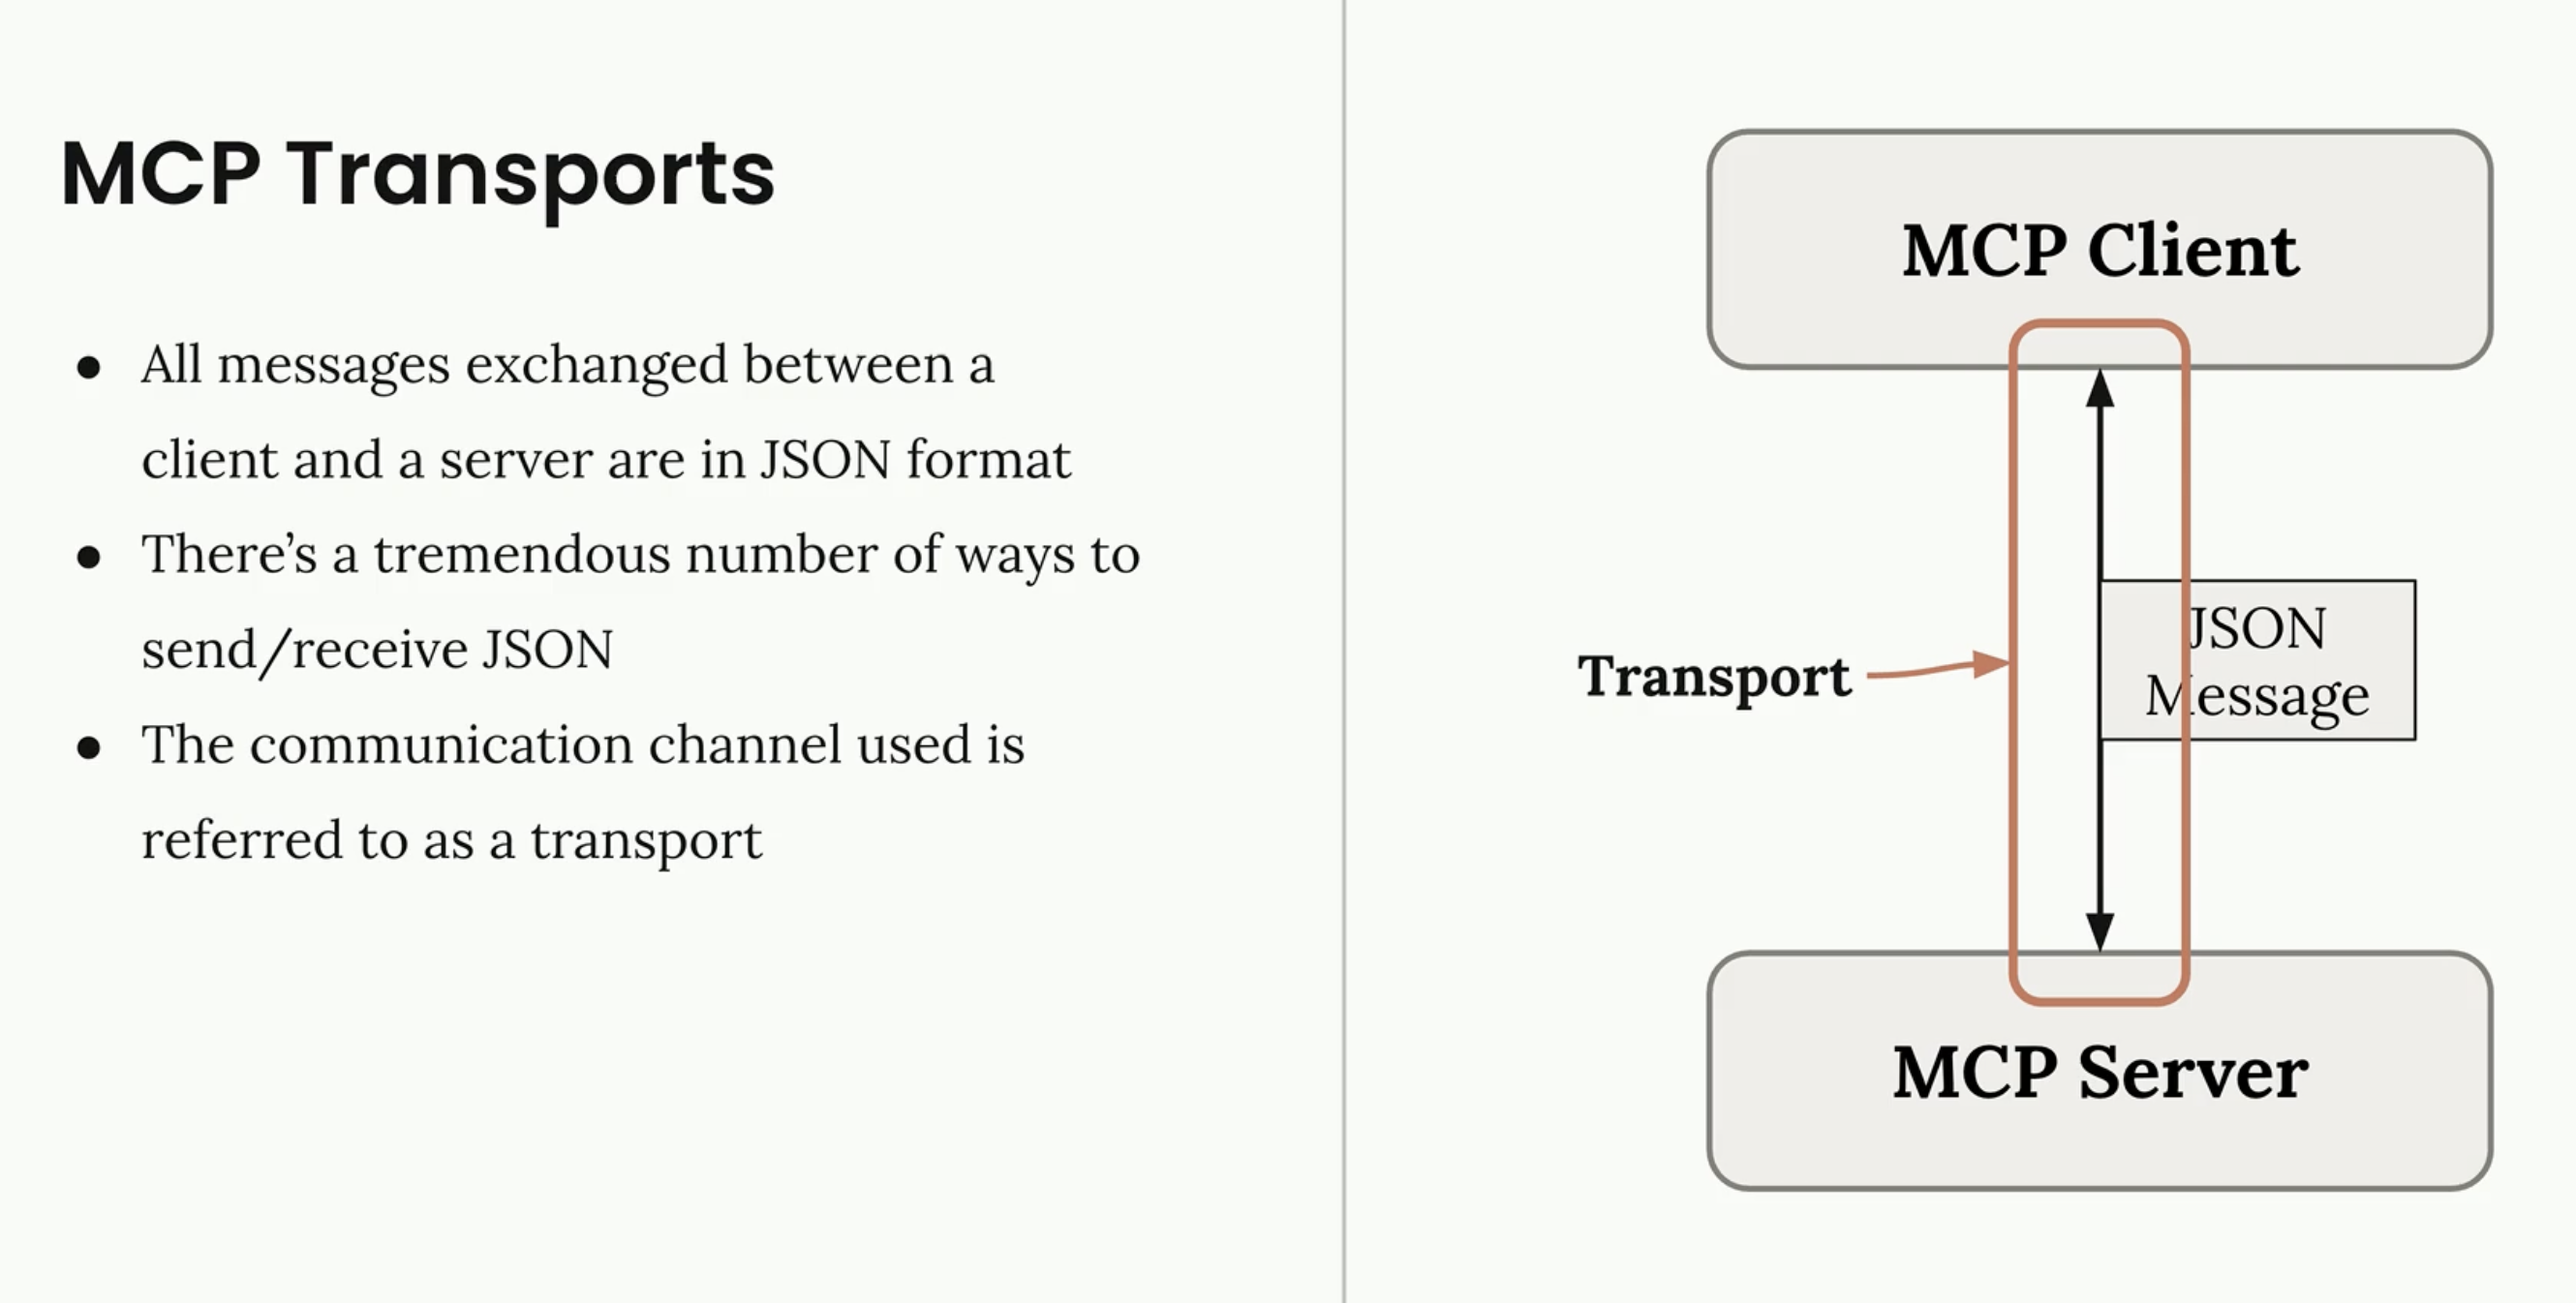 MCP Transports
● All messages exchanged between a
client and a server are in JSON format
● There’s a tremendous number of ways to
send/receive JSON
● The communication channel used is
referred to as a transport
MCP Client
JSON
Message
Transport
MCP Server